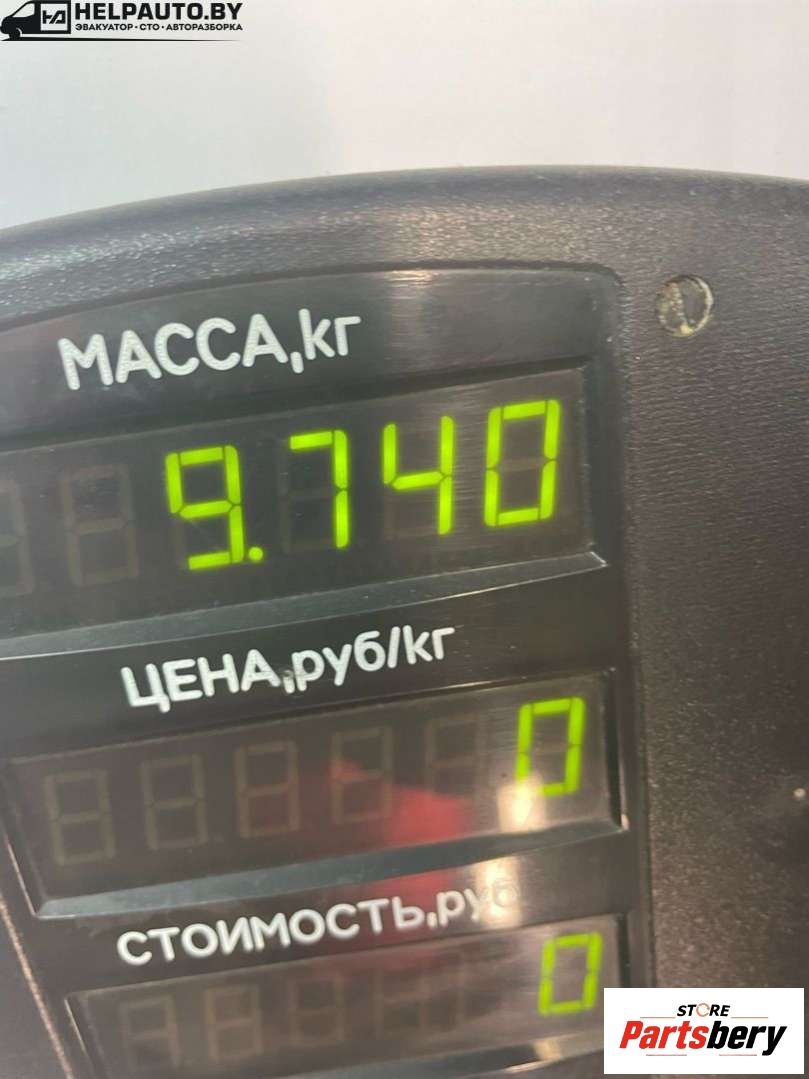 HELPAUTO.BY
ЭВАКУАТОР · СТО · АВТОРАЗБОРКА
МАССА,кг
9.740
ЦЕНА,руб/кг
0
СТОИМОСТЬ,руб
0
STORE
Partsbery